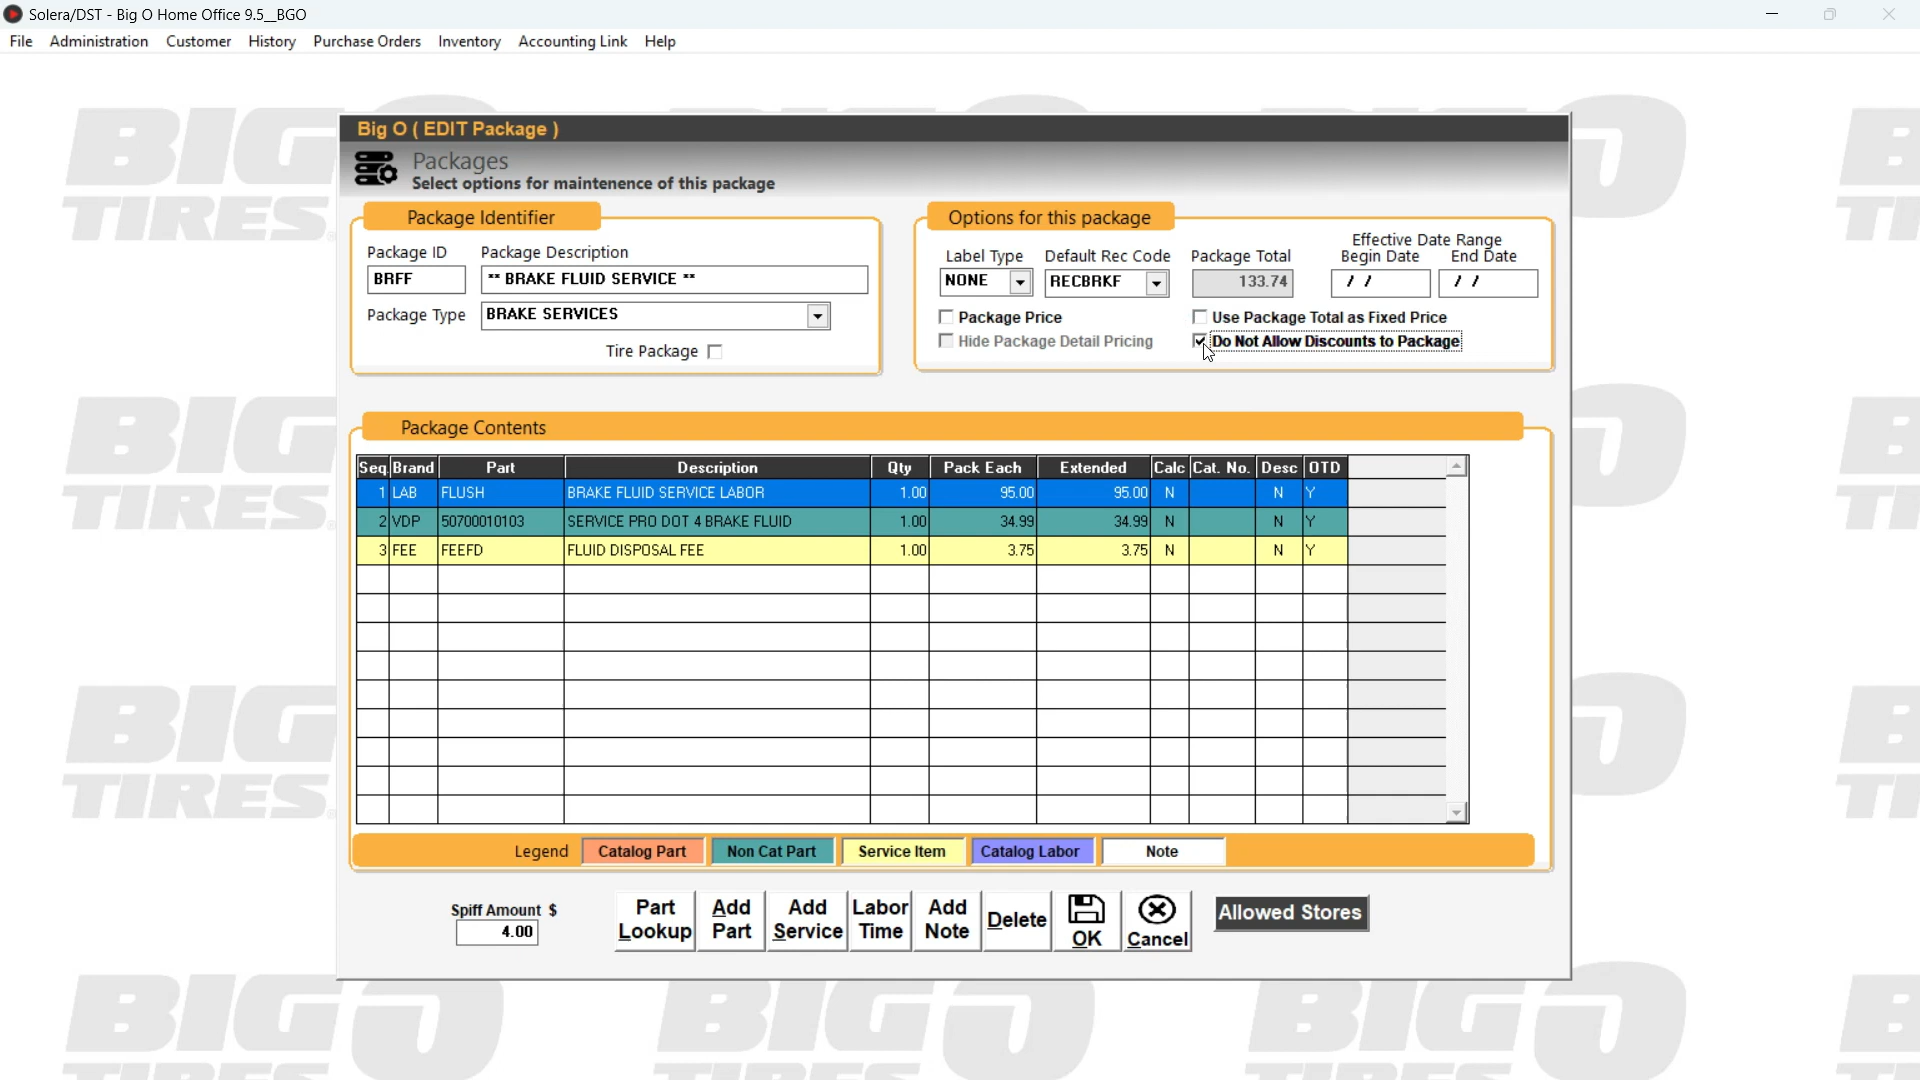 Solera/DST - Big O Home Office 9.5__BGO
File Administration Customer History Purchase Orders Inventory Accounting Link Help
Big O ( EDIT Package )
Packages
Select options for maintenence of this package
Package Identifier
Package ID Package Description
BRFF ** BRAKE FLUID SERVICE **
Package Type BRAKE SERVICES
Tire Package
Options for this package
Effective Date Range
Label Type Default Rec Code Package Total Begin Date End Date
NONE RECBRKF 133.74 / / / /
Package Price Use Package Total as Fixed Price
Hide Package Detail Pricing Do Not Allow Discounts to Package
Package Contents
Seq. Brand Part Description Qty Pack Each Extended Calc Cat. No. Desc OTD
1 LAB FLUSH BRAKE FLUID SERVICE LABOR 1.00 95.00 95.00 N N Y
2 VDP 50700010103 SERVICE PRO DOT 4 BRAKE FLUID 1.00 34.99 34.99 N N Y
3 FEE FEEFD FLUID DISPOSAL FEE 1.00 3.75 3.75 N N Y
Legend Catalog Part Non Cat Part Service Item Catalog Labor Note
Spiff Amount $
4.00
Part Lookup Add Part Add Service Labor Time Add Note Delete OK Cancel Allowed Stores
BIG O
TIRES